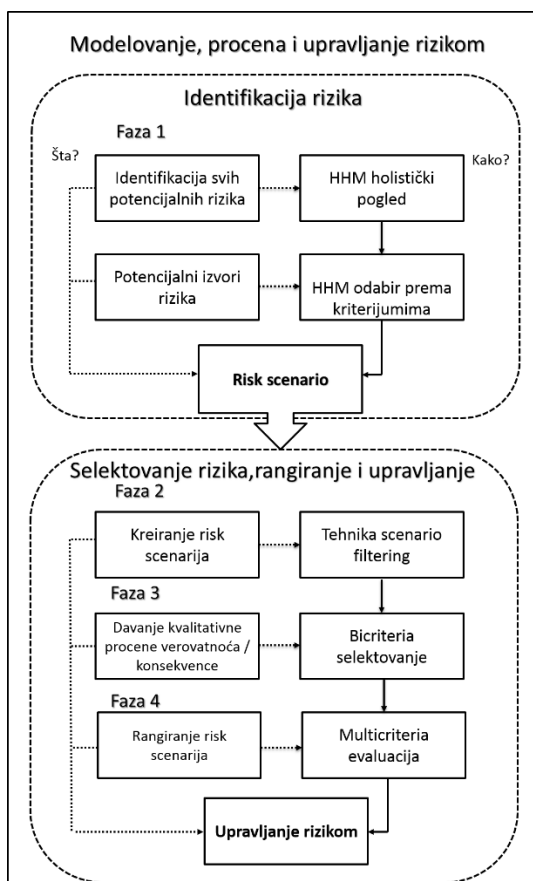 Modelovanje, procena i upravljanje rizikom
Identifikacija rizika
Faza 1
Šta?
Kako?
Identifikacija svih
potencijalnih rizika
HHM holistički
pogled
Potencijalni izvori
rizika
HHM odabir prema
kriterijumima
Risk scenario
Selektovanje rizika,rangiranje i upravljanje
Faza 2
Kreiranje risk
scenarija
Tehnika scenario
filtering
Faza 3
Davanje kvalitativne
procene verovatnoća /
konsekvence
Bicriteria
selektovanje
Faza 4
Rangiranje risk
scenarija
Multicriteria
evaluacija
Upravljanje rizikom